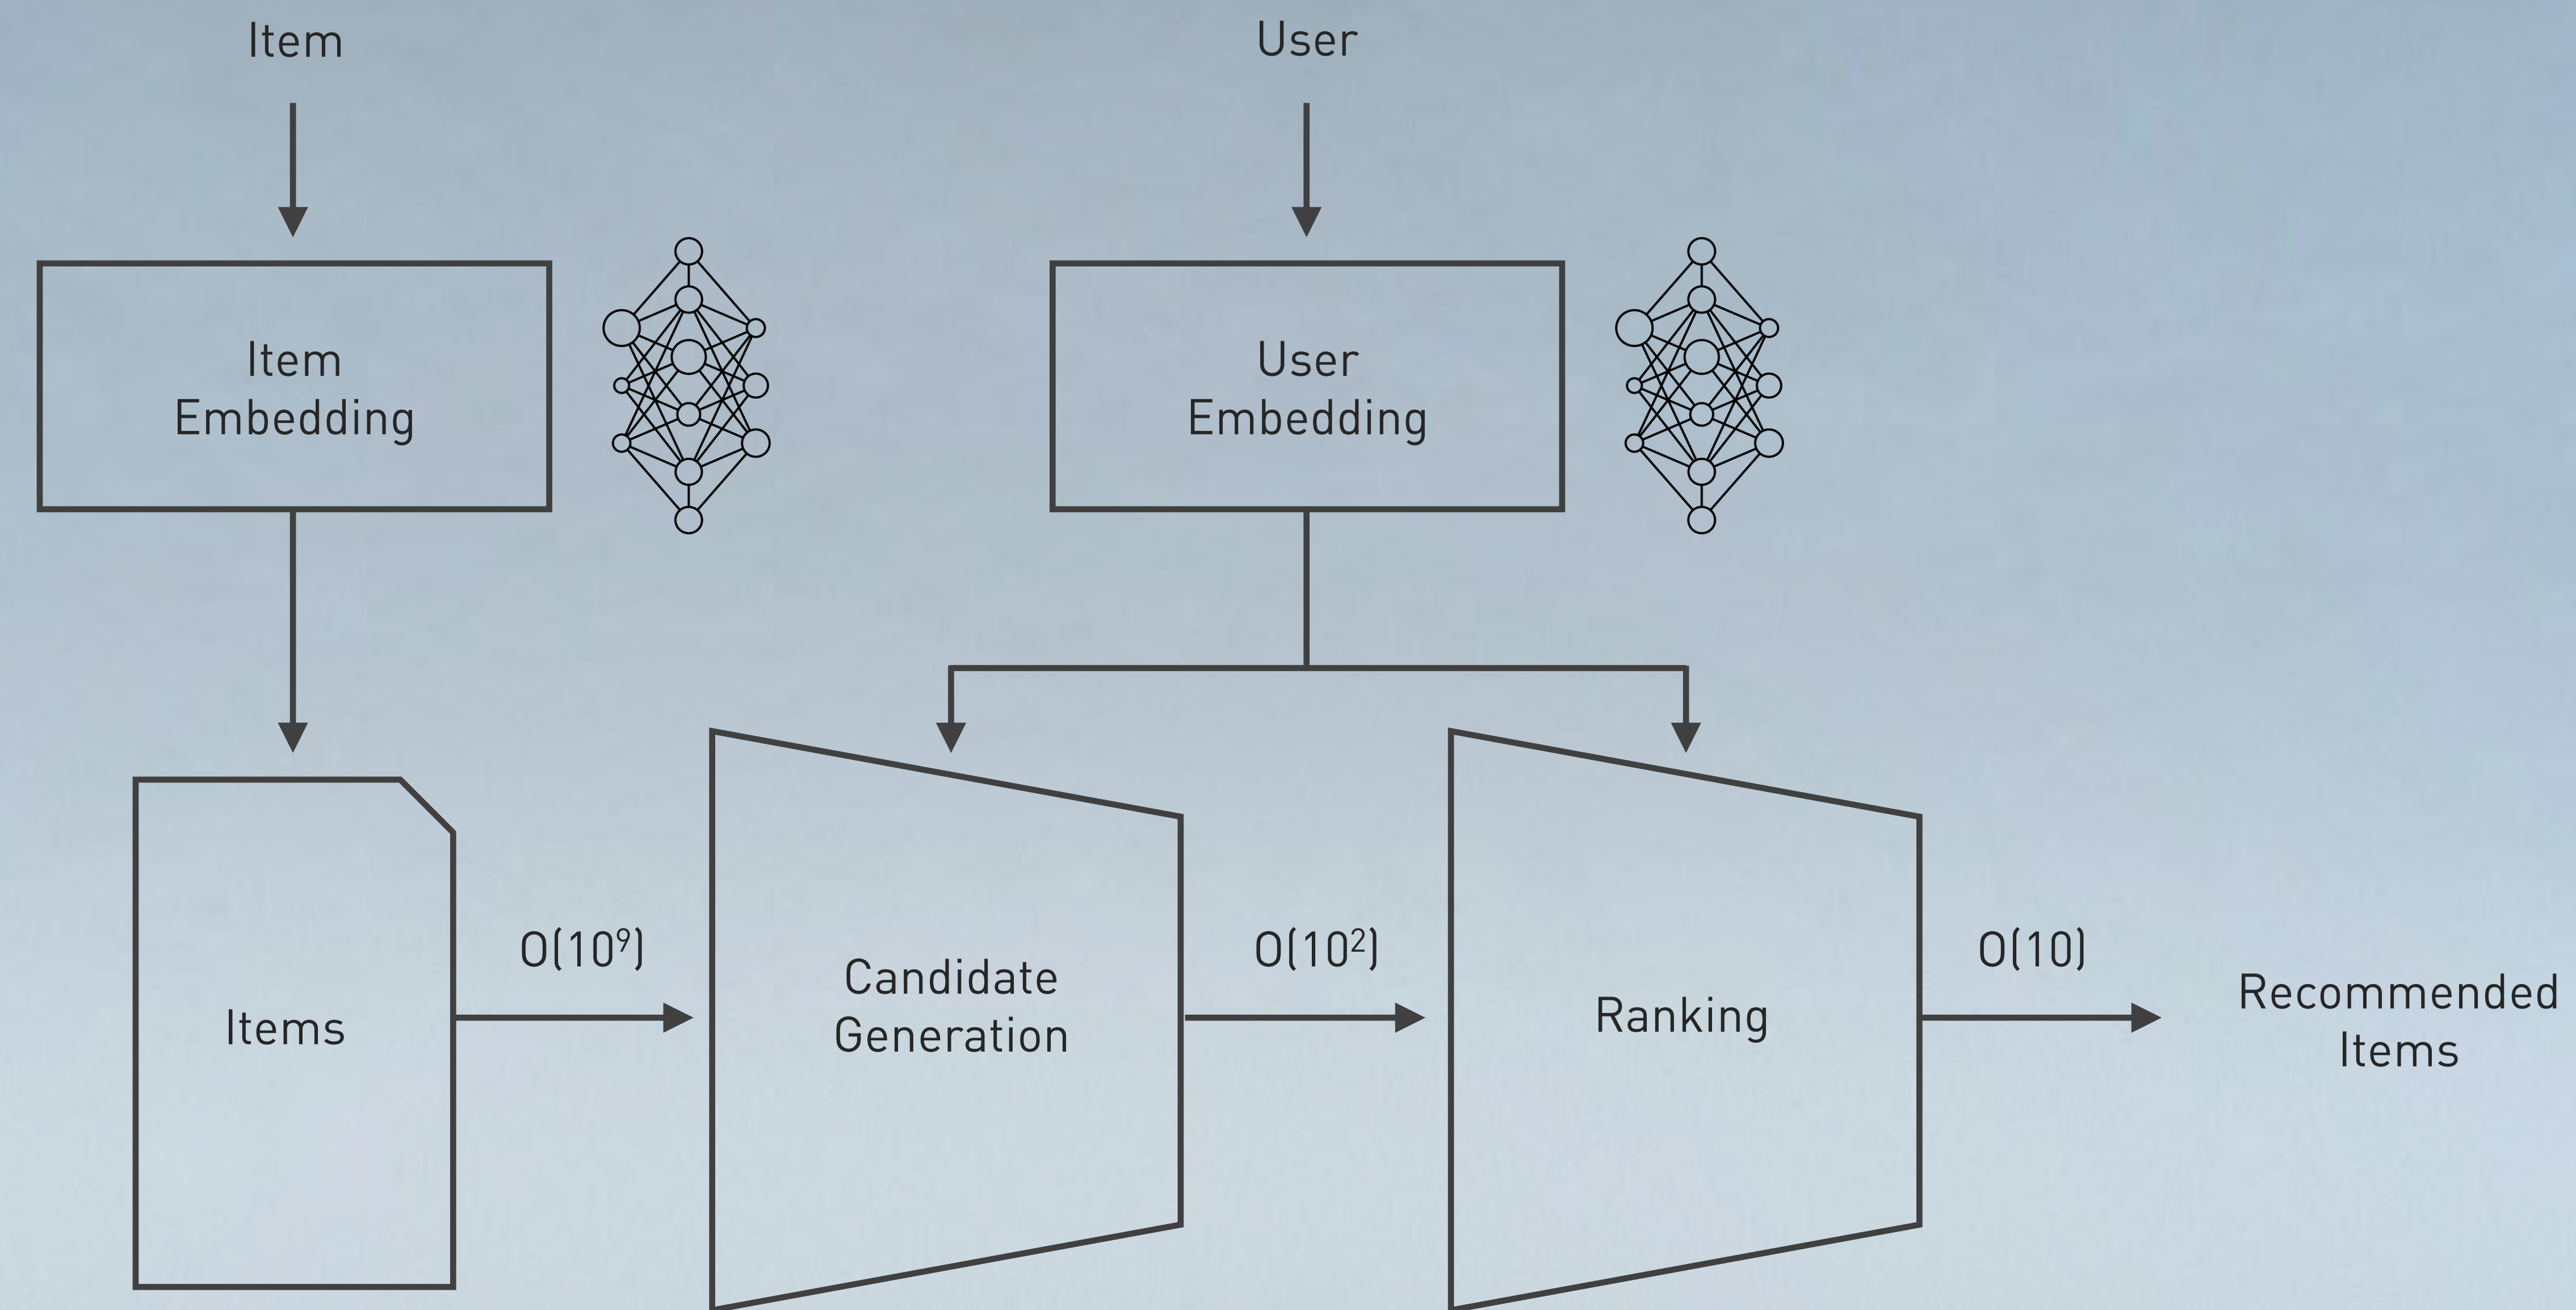 Item
User
Item
Embedding
User
Embedding
Items
O(10⁹)
Candidate
Generation
O(10²)
Ranking
O(10)
Recommended
Items